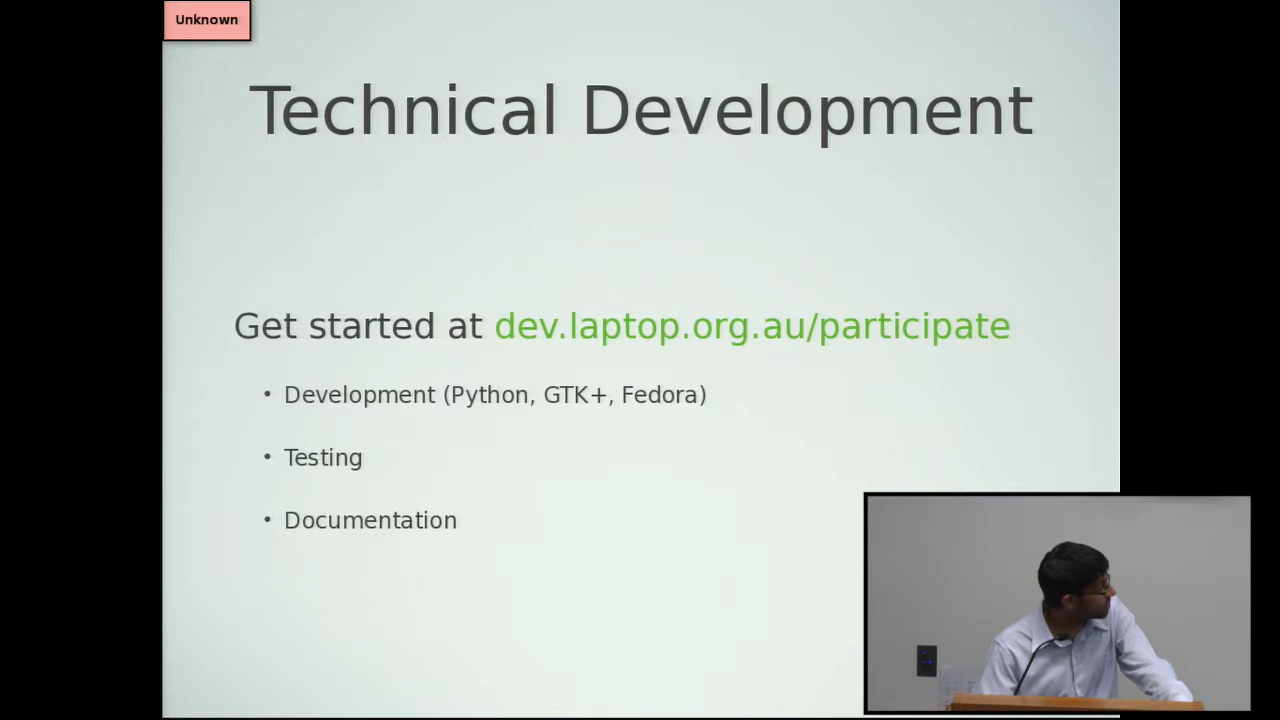 Unknown
Technical Development
Get started at dev.laptop.org.au/participate
• Development (Python, GTK+, Fedora)
• Testing
• Documentation